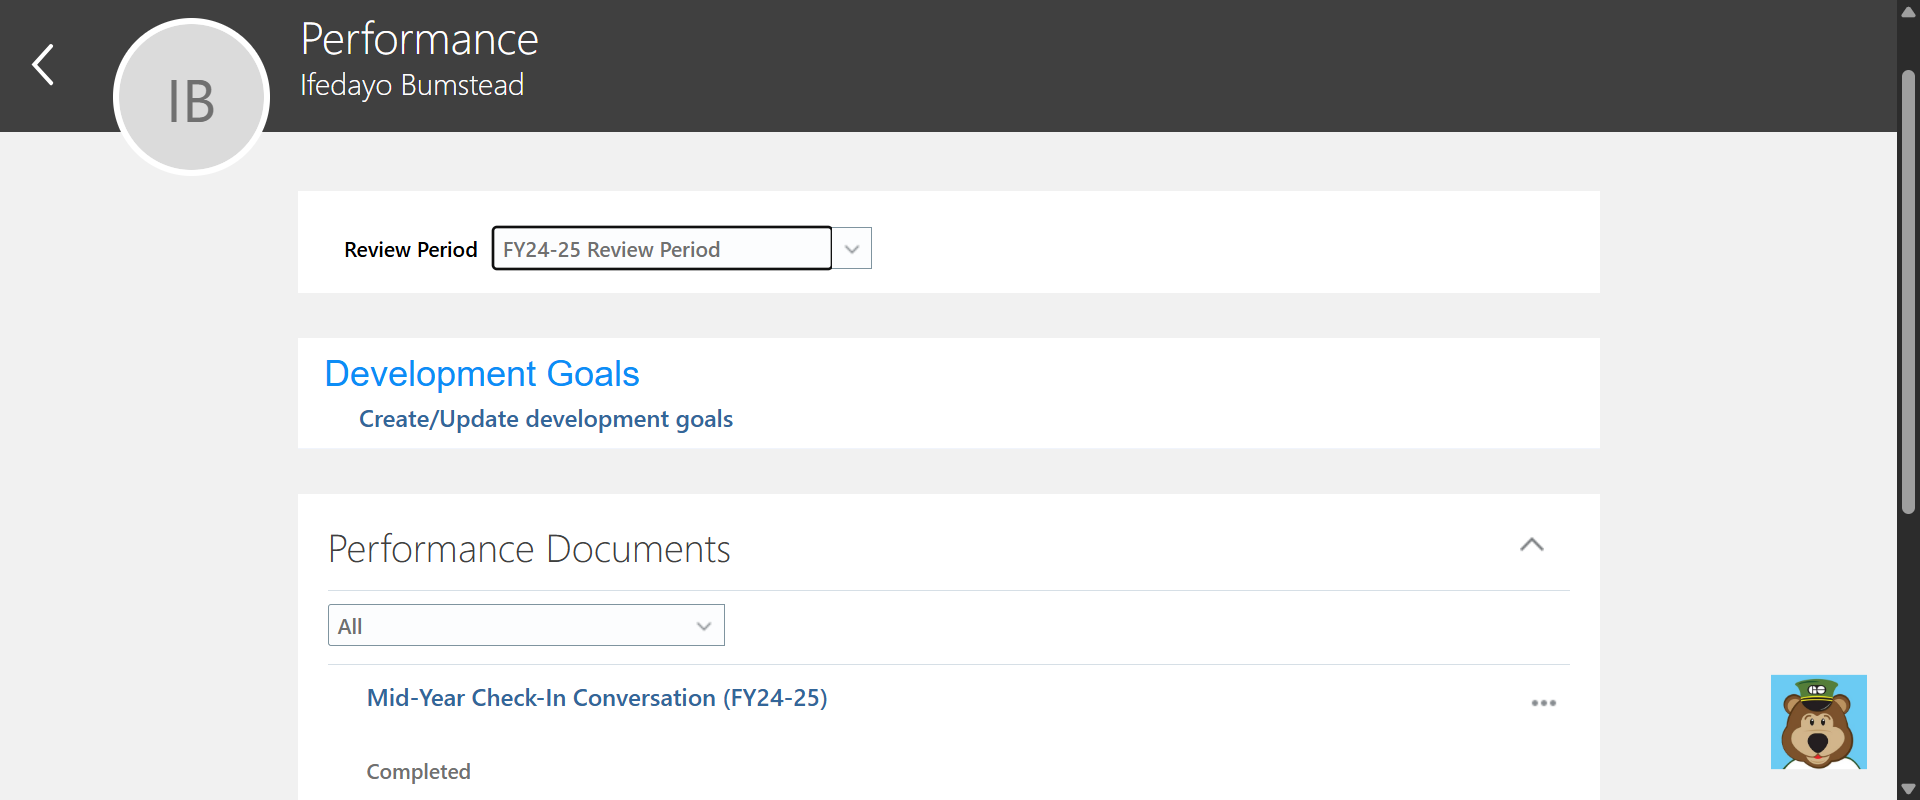 Performance
Ifedayo Bumstead
IB
Review Period FY24-25 Review Period
Development Goals
Create/Update development goals
Performance Documents
All
Mid-Year Check-In Conversation (FY24-25)
Completed